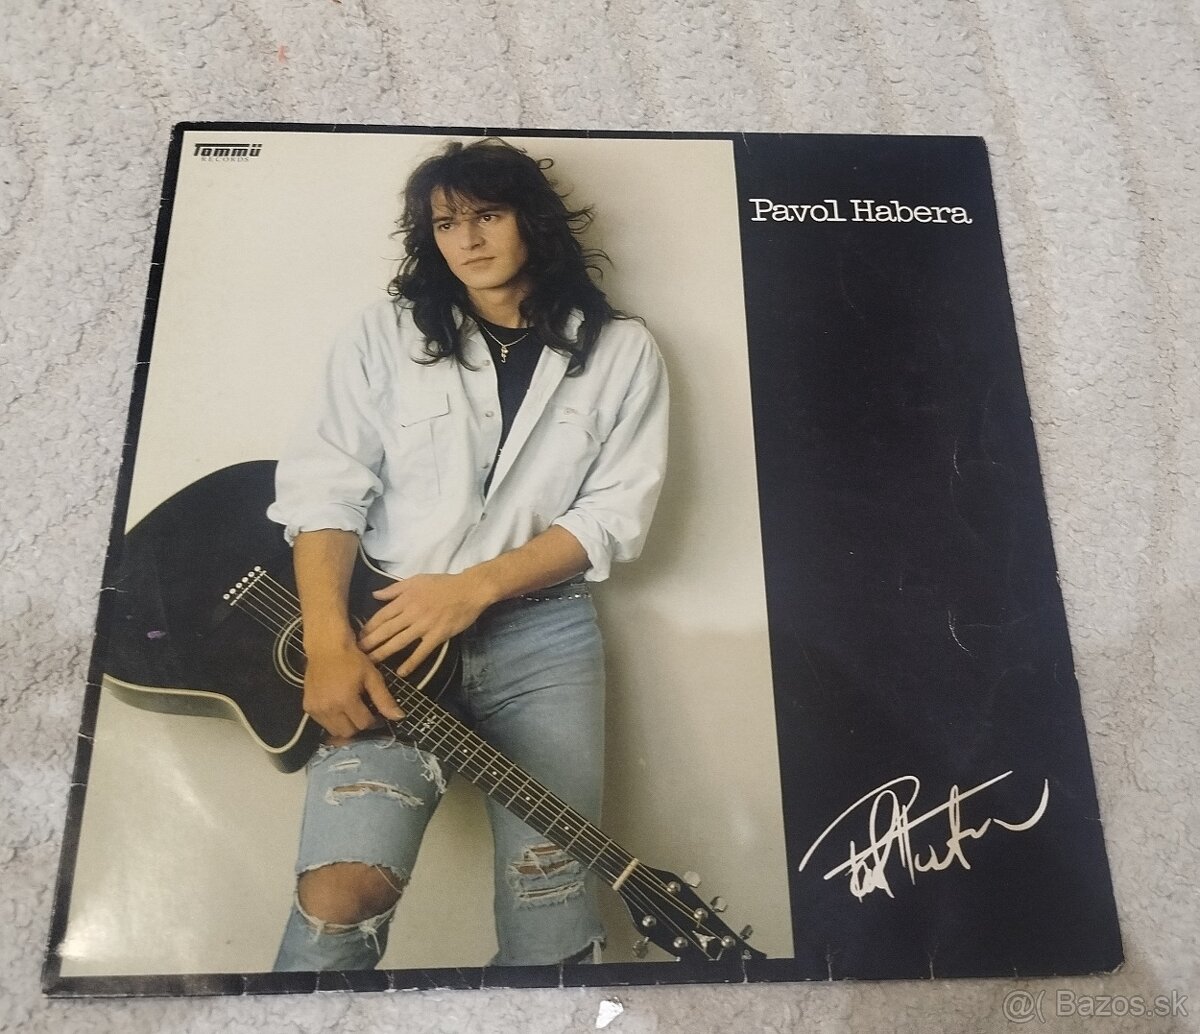 Tommü
RECORDS
Pavol Habera
@( Bazos.sk